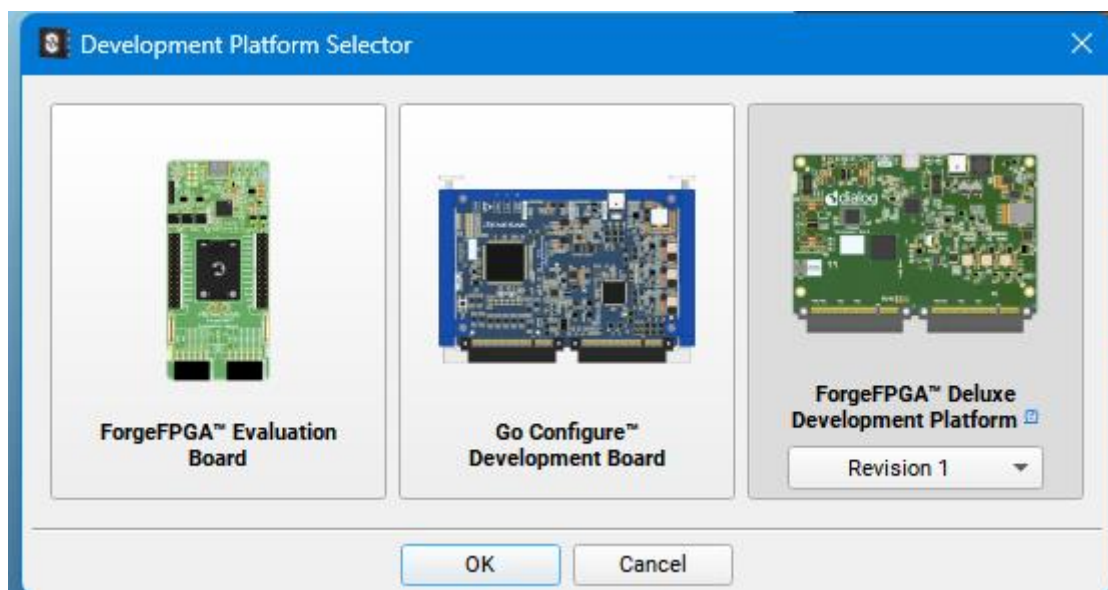 Development Platform Selector
dialog
ForgeFPGA™ Evaluation
Board
Go Configure™
Development Board
ForgeFPGA™ Deluxe
Development Platform
Revision 1
OK
Cancel